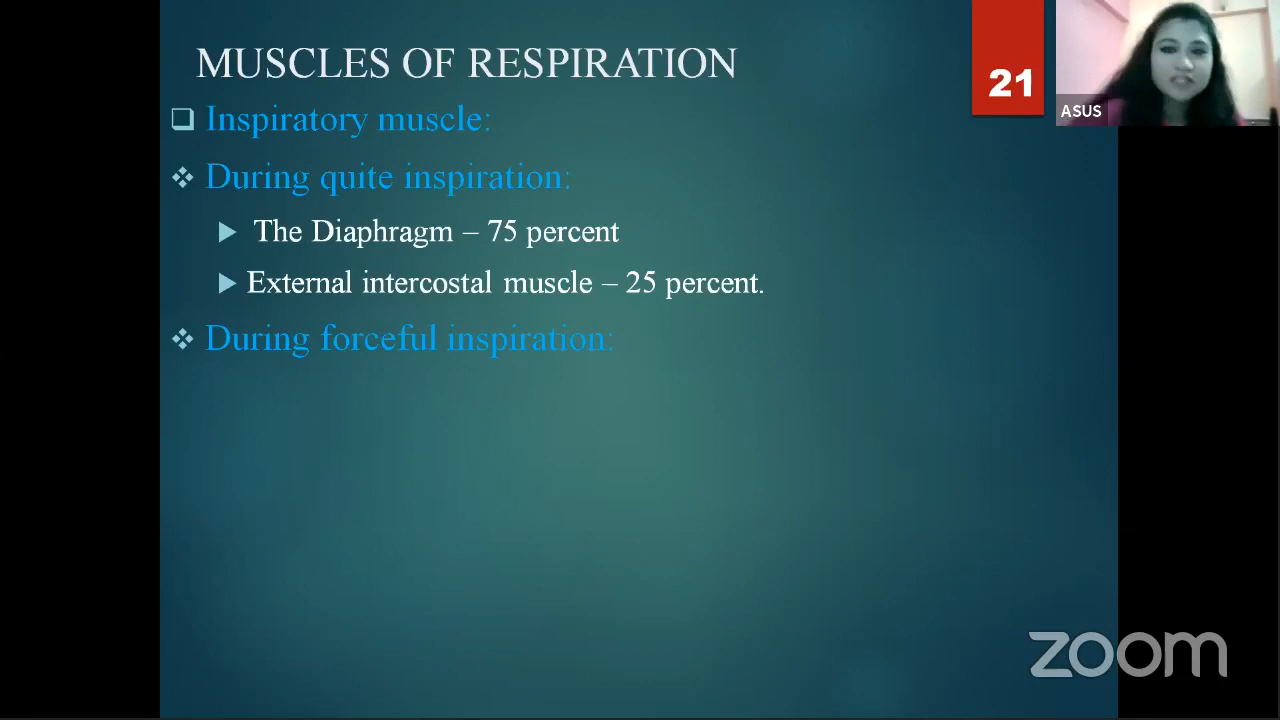 MUSCLES OF RESPIRATION
21
ASUS
Inspiratory muscle:
During quite inspiration:
The Diaphragm – 75 percent
External intercostal muscle – 25 percent.
During forceful inspiration:
zoom